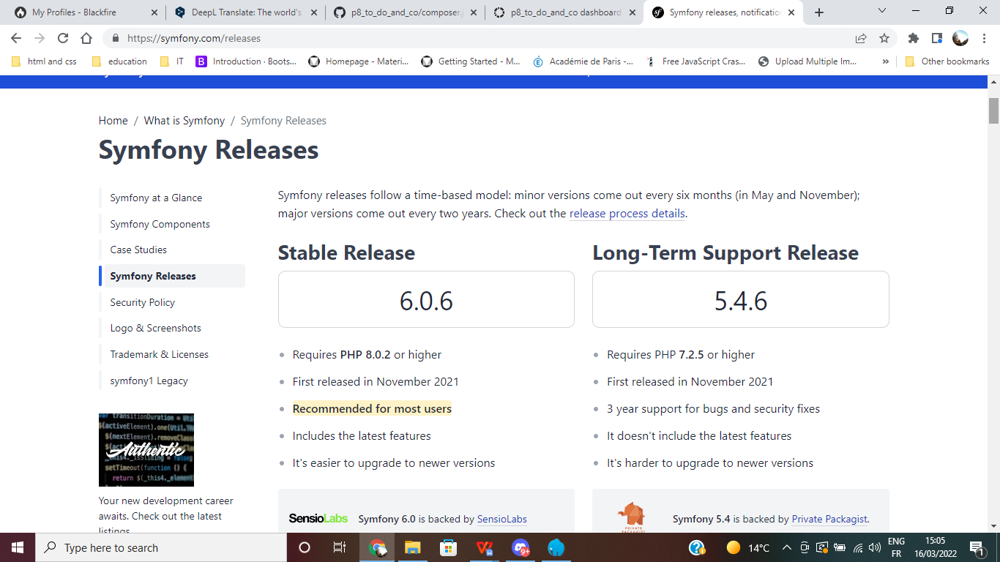 My Profiles - Blackfire
DeepL Translate: The world's
p8_to_do_and_co/composer.j
p8_to_do_and_co dashboard
Symfony releases, notificatio
https://symfony.com/releases
html and css
education
IT
Introduction · Boots...
Homepage - Materi...
Getting Started - M...
Académie de Paris -...
Free JavaScript Cras...
Upload Multiple Im...
»
Other bookmarks
Home / What is Symfony / Symfony Releases
Symfony Releases
Symfony at a Glance
Symfony Components
Case Studies
Symfony Releases
Security Policy
Logo & Screenshots
Trademark & Licenses
symfony1 Legacy
var transitionDuration = Util
$(activeElement).one(Util.TR
$(nextElement).removeClass
Authentic
setTimeout(function () {
return $(_this4._element
Your new development career
awaits. Check out the latest
listings
Symfony releases follow a time-based model: minor versions come out every six months (in May and November);
major versions come out every two years. Check out the release process details.
Stable Release
6.0.6
Requires PHP 8.0.2 or higher
First released in November 2021
Recommended for most users
Includes the latest features
It's easier to upgrade to newer versions
SensioLabs
Symfony 6.0 is backed by SensioLabs
Long-Term Support Release
5.4.6
Requires PHP 7.2.5 or higher
First released in November 2021
3 year support for bugs and security fixes
It doesn't include the latest features
It's harder to upgrade to newer versions
PRIVATE
PACKAGIST
Symfony 5.4 is backed by Private Packagist.
Type here to search
9+
14°C
ENG
FR
15:05
16/03/2022
1